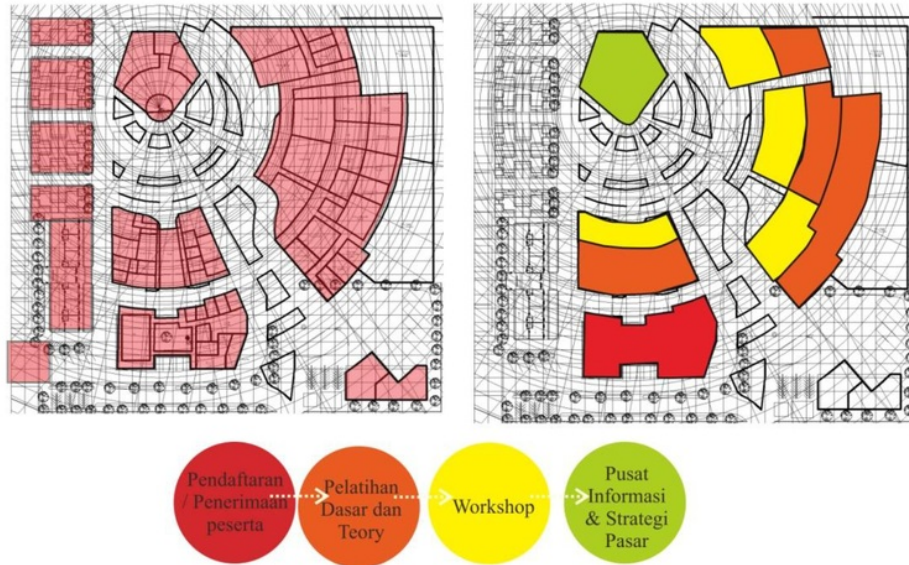 Pendaftaran
/ Penerimaan
peserta
Pelatihan
Dasar dan
Teory
Workshop
Pusat
Informasi
& Strategi
Pasar